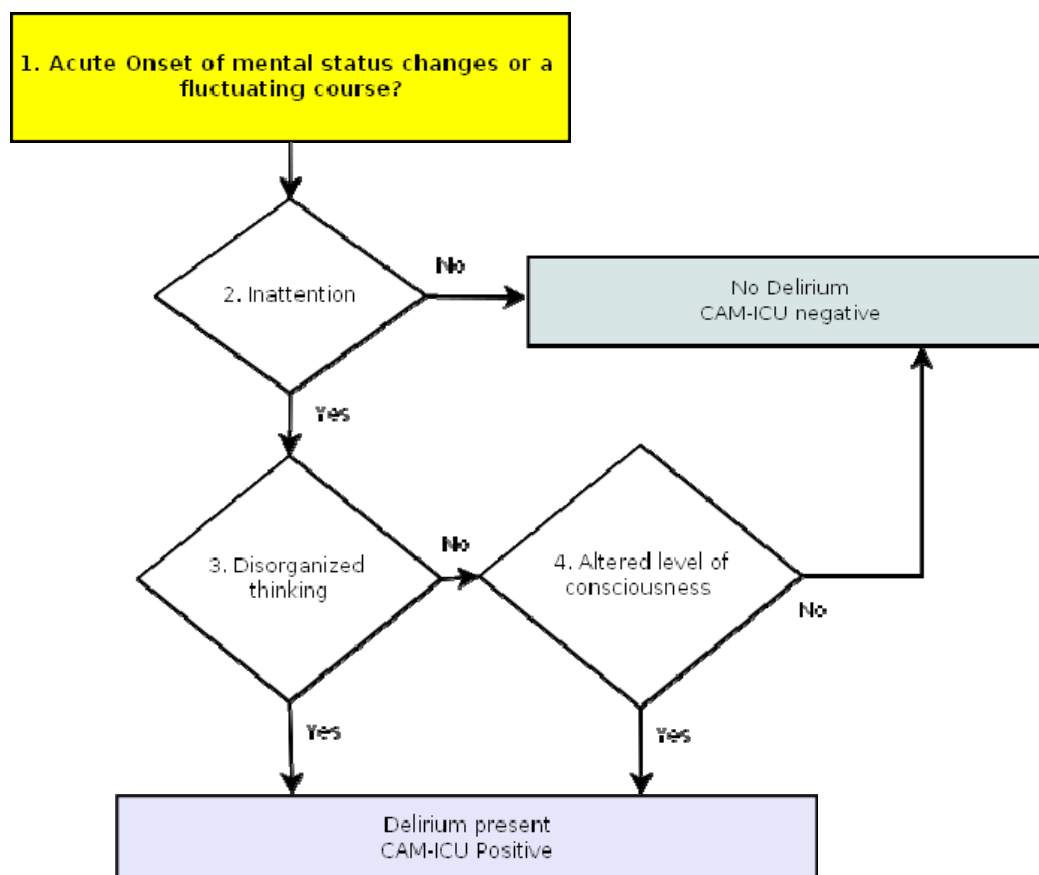 1. Acute Onset of mental status changes or a
fluctuating course?
No
2. Inattention
No Delirium
CAM-ICU negative
Yes
No
3. Disorganized
thinking
4. Altered level of
consciousness
No
Yes
Yes
Delirium present
CAM-ICU Positive